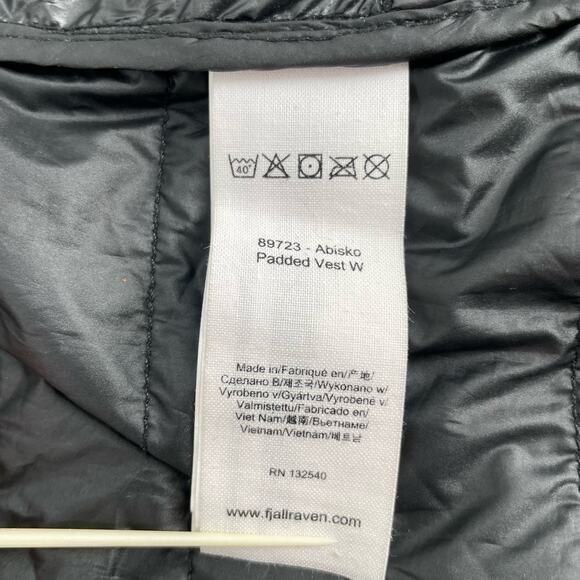 40°
89723 - Abisko
Padded Vest W
Made in/Fabriqué en/产地/
Сделано В/제조국/Wykonano w/
Vyrobeno v/Gyártva/Vyrobené v/
Valmistettu/Fabricado en/
Viet Nam/越南/Вьетнаме/
Vietnam/Vietnám/베트남
RN 132540
www.fjallraven.com